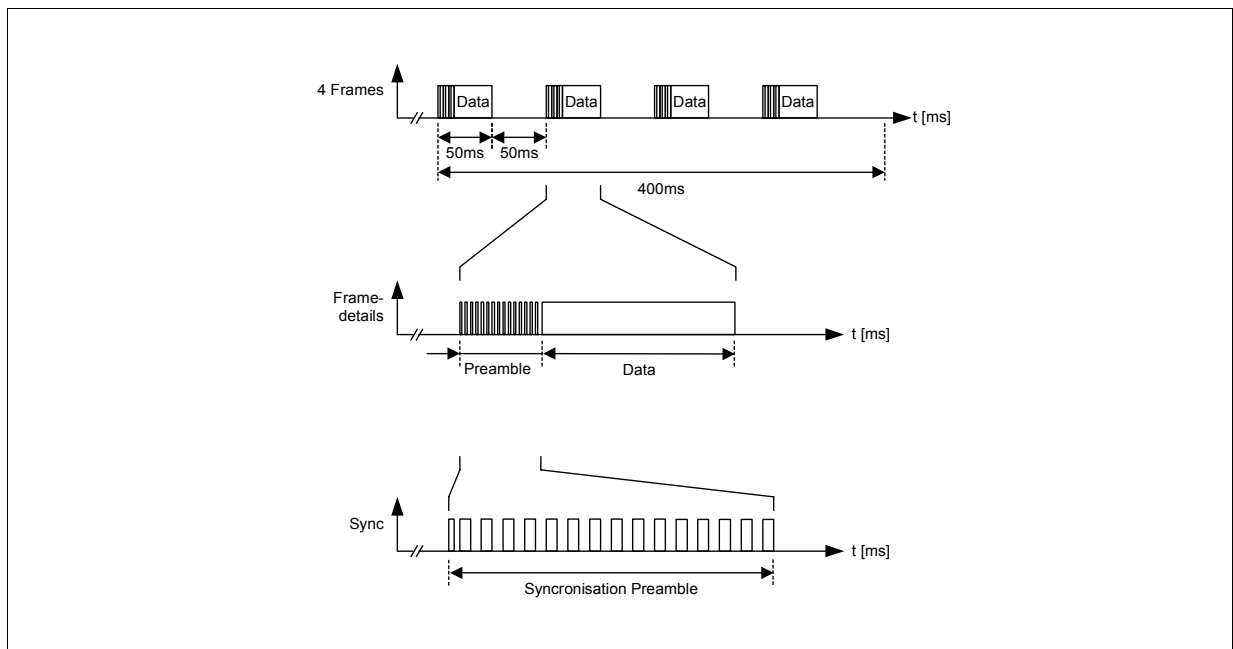 4 Frames
Data
Data
Data
Data
t [ms]
50ms
50ms
400ms
Frame-
details
t [ms]
Preamble
Data
Sync
t [ms]
Syncronisation Preamble